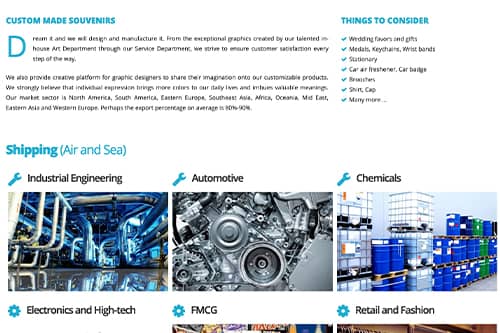 CUSTOM MADE SOUVENIRS
Dream it and we will design and manufacture it. From the exceptional graphics created by our talented in-
house Art Department through our Service Department, we strive to ensure customer satisfaction every
step of the way.
We also provide creative platform for graphic designers to share their imagination onto our customizable products.
We strongly believe that individual expression brings more colors to our daily lives and imbues valuable meanings.
Our market sector is North America, South America, Eastern Europe, Southeast Asia, Africa, Oceania, Mid East,
Eastern Asia and Western Europe. Perhaps the export percentage on average is 80%-90%.
THINGS TO CONSIDER
Wedding favors and gifts
Medals, Keychains, Wrist bands
Stationary
Car air freshener, Car badge
Brooches
Shirt, Cap
Many more ...
Shipping (Air and Sea)
Industrial Engineering
Automotive
Chemicals
Electronics and High-tech
FMCG
Retail and Fashion